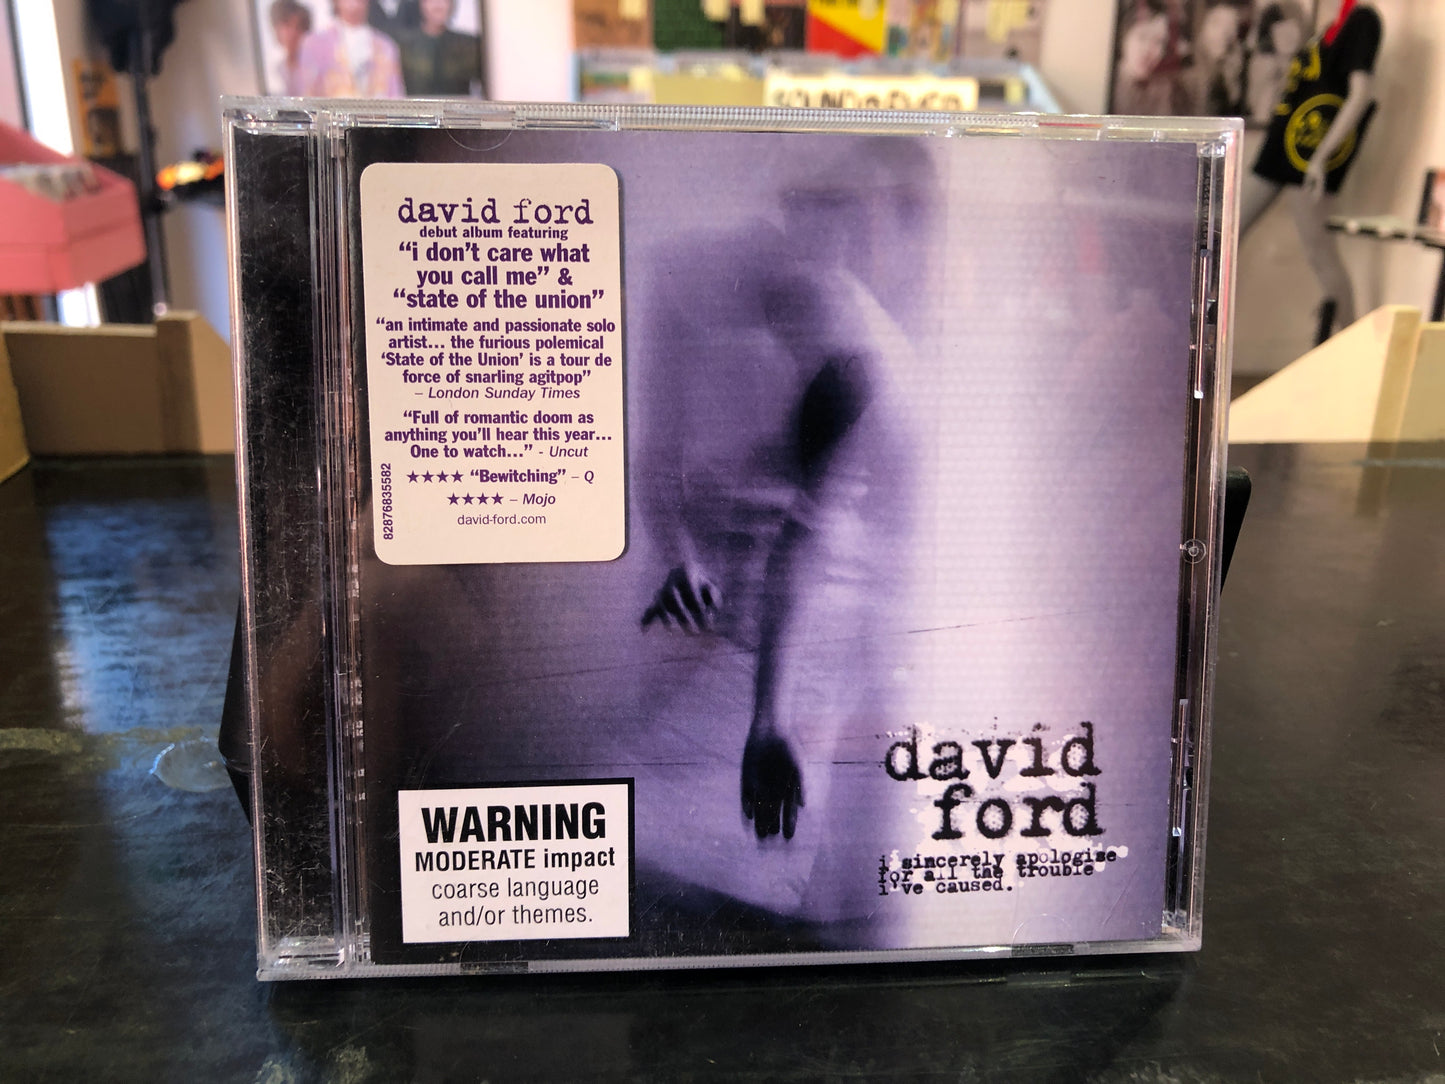 david ford
debut album featuring
“i don’t care what
you call me” &
“state of the union”
“an intimate and passionate solo
artist... the furious polemical
‘State of the Union’ is a tour de
force of snarling agitpop”
– London Sunday Times
“Full of romantic doom as
anything you’ll hear this year...
One to watch...” - Uncut
★★★★ “Bewitching” – Q
★★★★ – Mojo
david-ford.com
82876835582
WARNING
MODERATE impact
coarse language
and/or themes.
david
ford
i sincerely apologise
for all the trouble
i've caused.